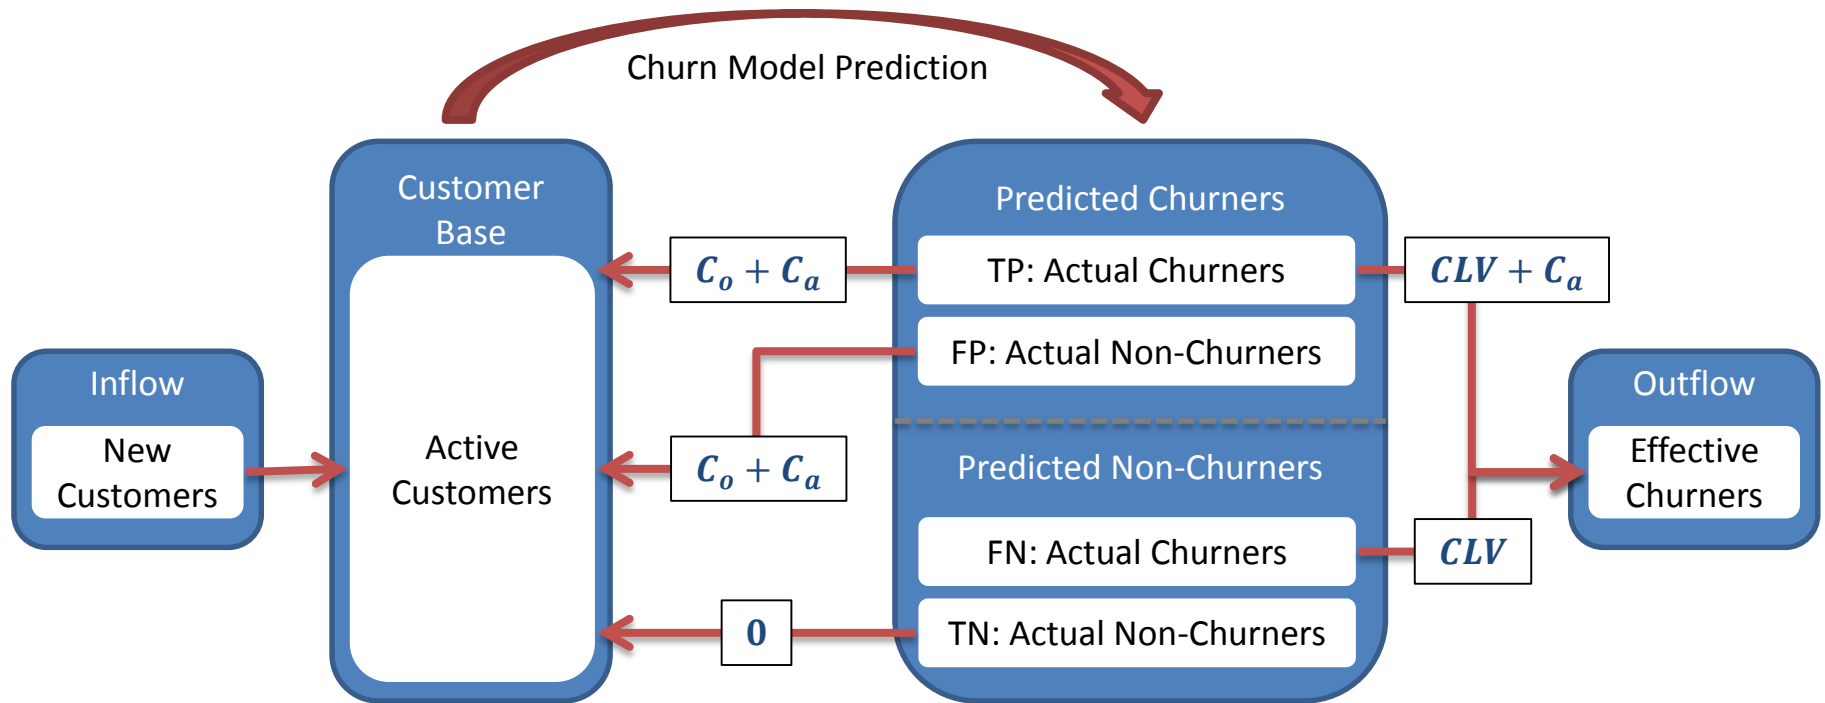 Churn Model Prediction
Customer
Base
Predicted Churners
C_o + C_a
TP: Actual Churners
CLV + C_a
FP: Actual Non-Churners
Inflow
New
Customers
Active
Customers
C_o + C_a
Predicted Non-Churners
Outflow
Effective
Churners
FN: Actual Churners
CLV
0
TN: Actual Non-Churners